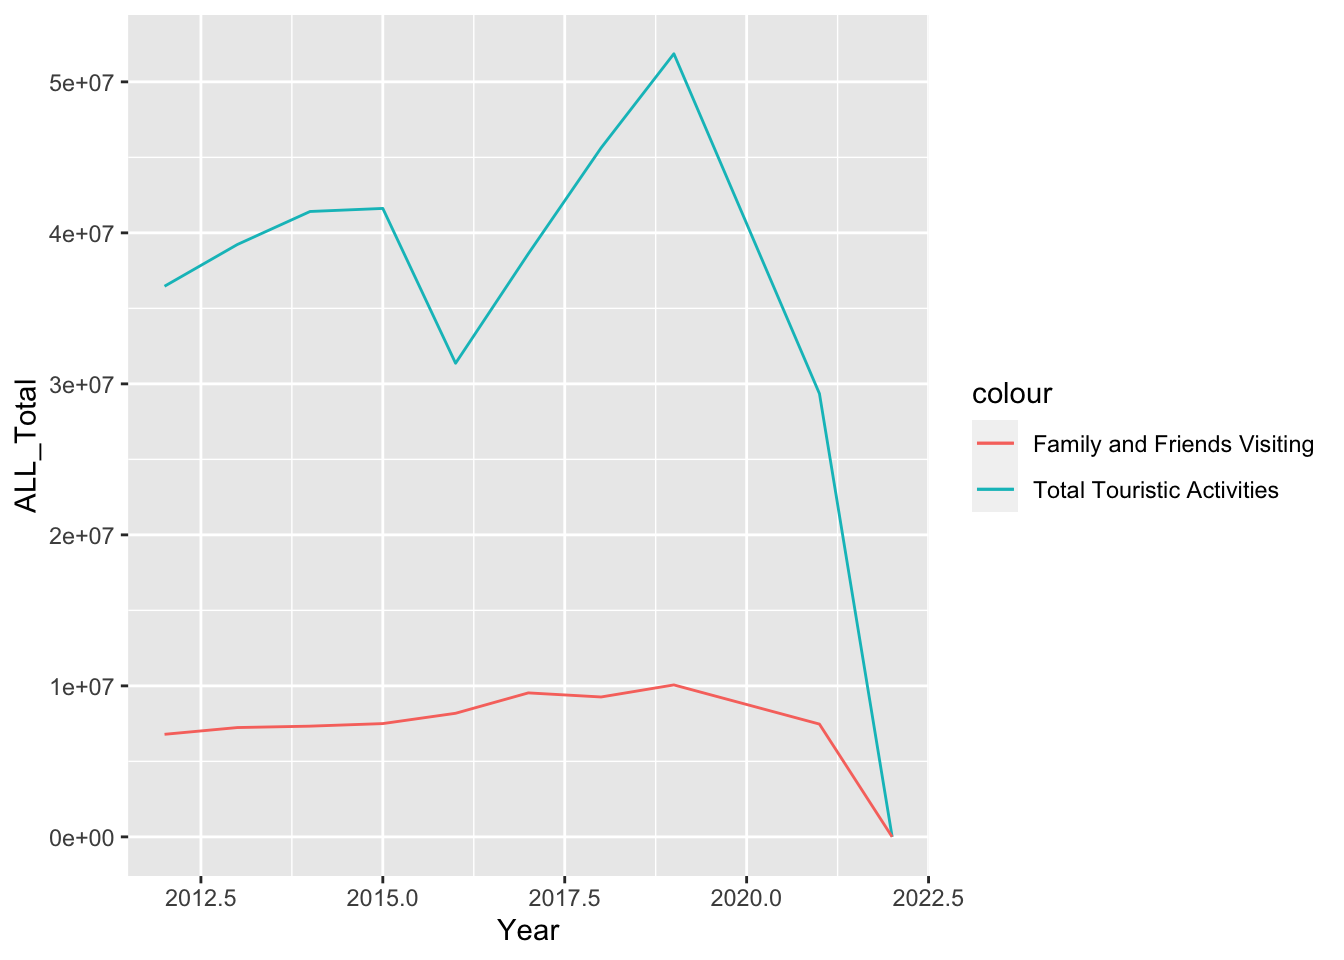 5e+07
4e+07
3e+07
2e+07
1e+07
0e+00
ALL_Total
2012.5 2015.0 2017.5 2020.0 2022.5
Year
colour
Family and Friends Visiting
Total Touristic Activities